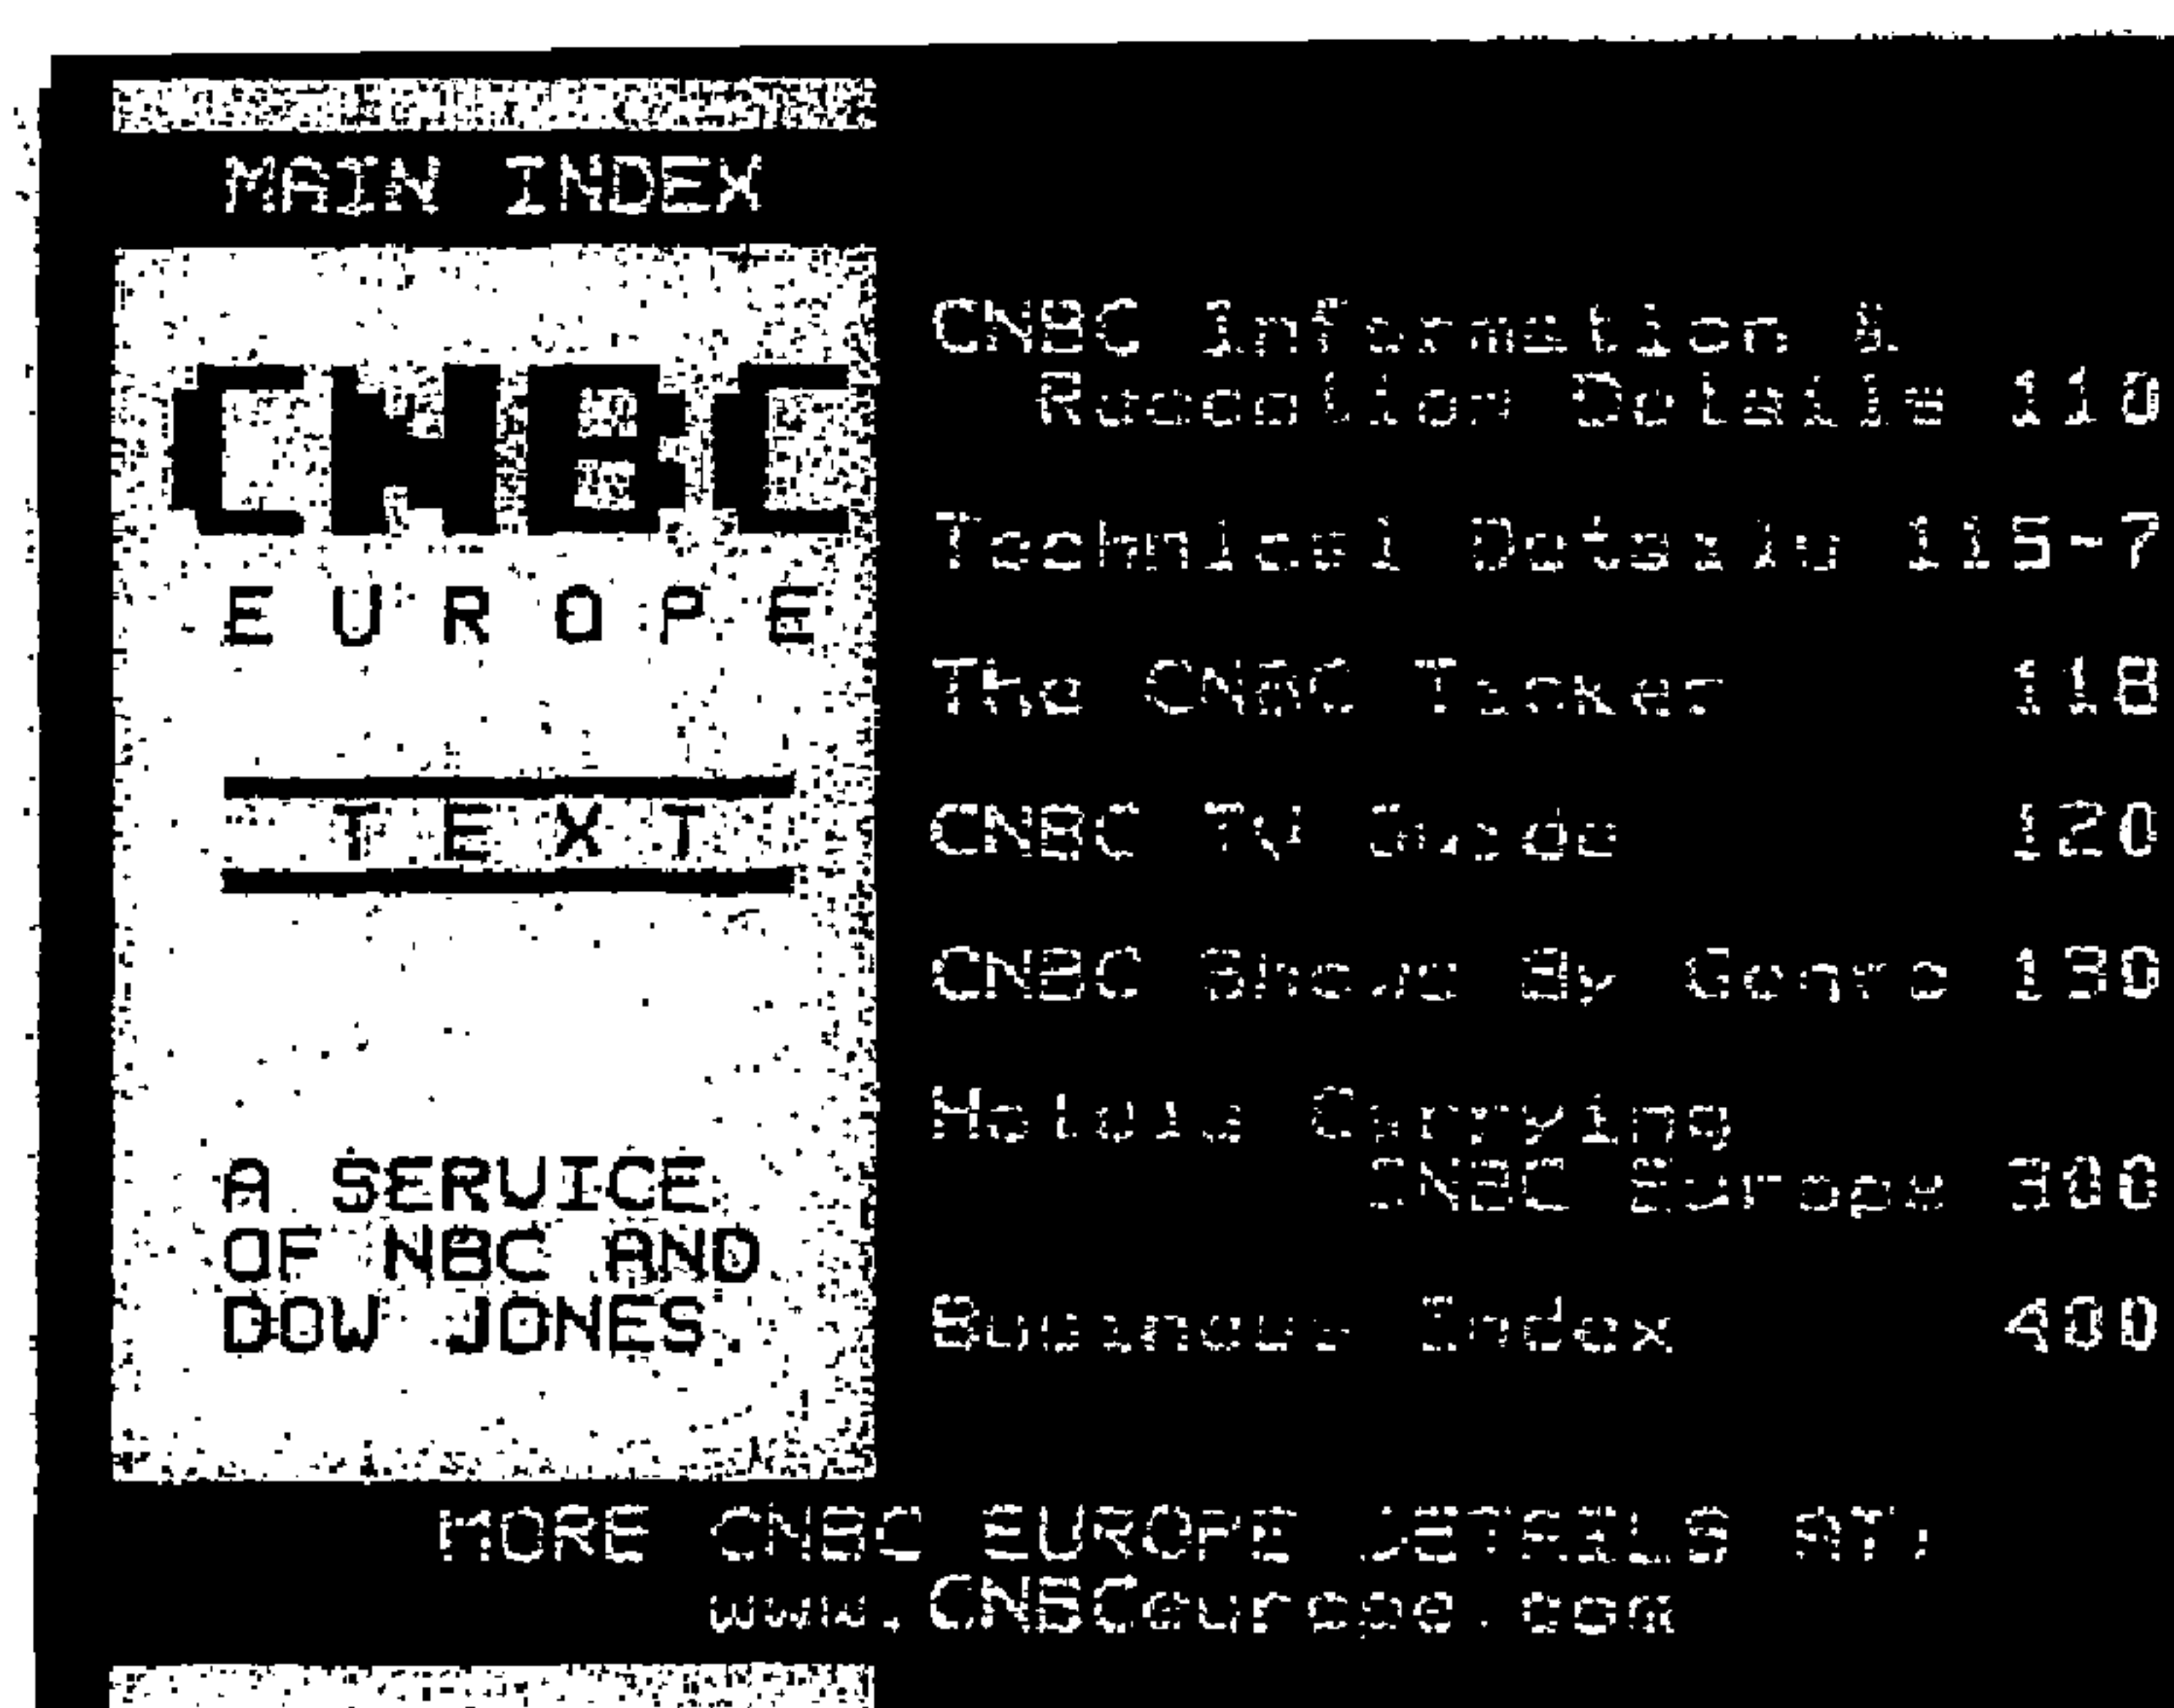 MAIN INDEX
CNBC
EUROPE
TEXT
A SERVICE
OF NBC AND
DOW JONES
CNBC Information &
Reception Details 110
Technical Details 115-7
The CNBC Ticker 118
CNBC TV Guide 120
CNBC Shows By Genre 130
Hotels Carrying
CNBC Europe 300
Business Index 400
MORE CNBC EUROPE DETAILS AT:
www.CNBCeurope.com